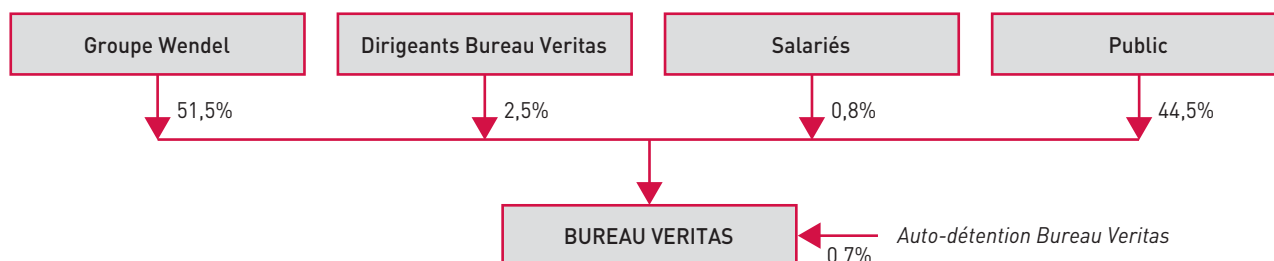 Groupe Wendel
Dirigeants Bureau Veritas
Salariés
Public
51,5%
2,5%
0,8%
44,5%
BUREAU VERITAS
Auto-détention Bureau Veritas
0,7%